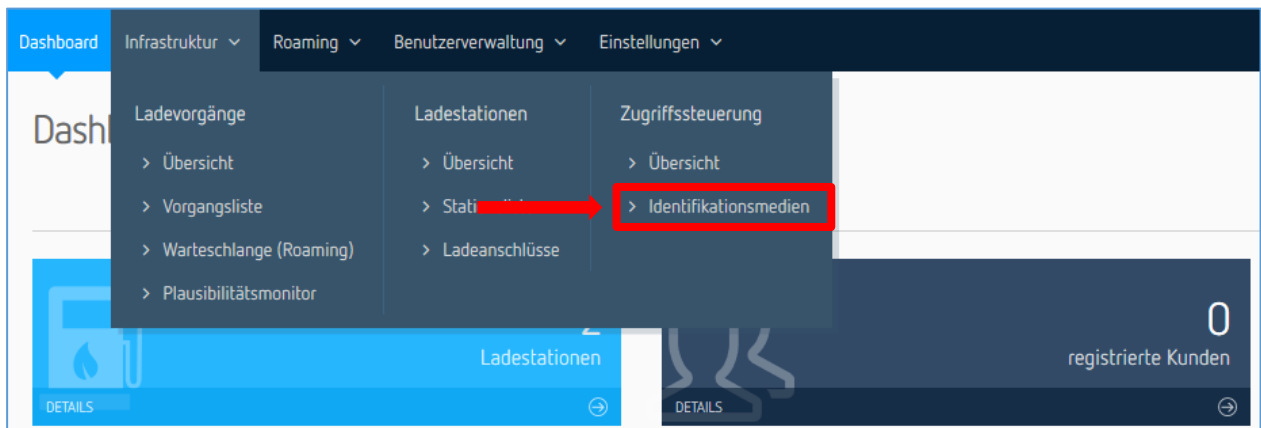 Dashboard Infrastruktur Roaming Benutzerverwaltung Einstellungen
Ladevorgänge
> Übersicht
> Vorgangsliste
> Warteschlange (Roaming)
> Plausibilitätsmonitor
Ladestationen
> Übersicht
>
> Ladeanschlüsse
Zugriffssteuerung
> Übersicht
> Identifikationsmedien
Ladestationen
DETAILS
0
registrierte Kunden
DETAILS